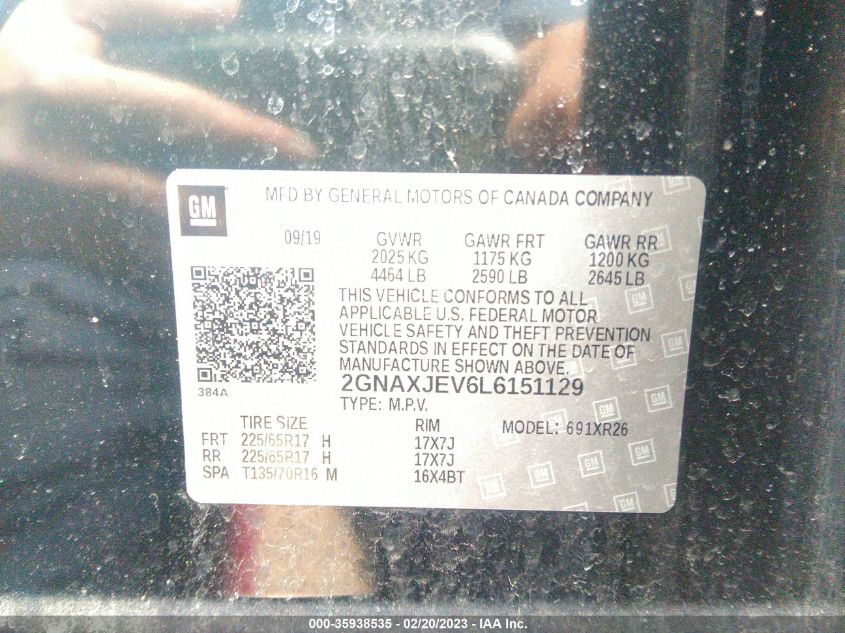 GM
MFD BY GENERAL MOTORS OF CANADA COMPANY
09/19 GVWR GAWR FRT GAWR RR
2025 KG 1175 KG 1200 KG
4464 LB 2590 LB 2645 LB
THIS VEHICLE CONFORMS TO ALL
APPLICABLE U.S. FEDERAL MOTOR
VEHICLE SAFETY AND THEFT PREVENTION
STANDARDS IN EFFECT ON THE DATE OF
MANUFACTURE SHOWN ABOVE.
384A
2GNAXJEV6L6151129
TYPE: M.P.V.
TIRE SIZE RIM MODEL: 691XR26
FRT 225/65R17 H 17X7J
RR 225/65R17 H 17X7J
SPA T135/70R16 M 16X4BT
000-35938535 - 02/20/2023 - IAA Inc.